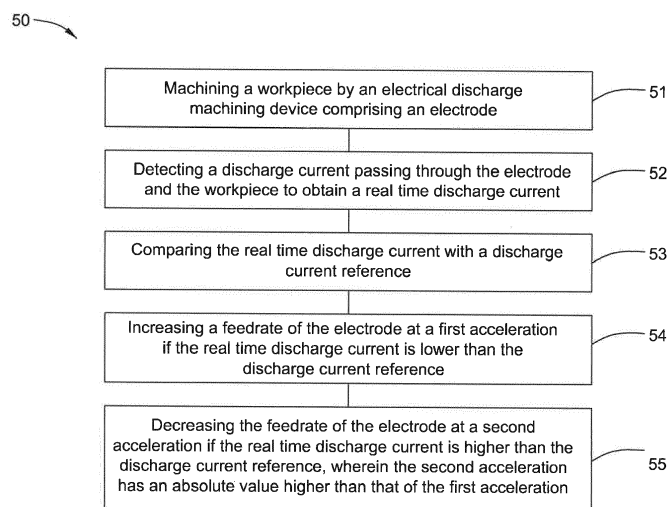 50
Machining a workpiece by an electrical discharge
machining device comprising an electrode
51
Detecting a discharge current passing through the electrode
and the workpiece to obtain a real time discharge current
52
Comparing the real time discharge current with a discharge
current reference
53
Increasing a feedrate of the electrode at a first acceleration
if the real time discharge current is lower than the
discharge current reference
54
Decreasing the feedrate of the electrode at a second
acceleration if the real time discharge current is higher than the
discharge current reference, wherein the second acceleration
has an absolute value higher than that of the first acceleration
55